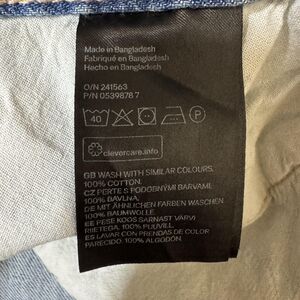 Made in Bangladesh
Fabriqué en Bangladesh
Hecho en Bangladesh
O/N 241563
P/N 0539878 7
40
P
clevercare.info
GB WASH WITH SIMILAR COLOURS.
100% COTTON.
CZ PERTE S PODOBNÝMI BARVAMI.
100% BAVLNA.
DE MIT ÄHNLICHEN FARBEN WASCHEN
100% BAUMWOLLE.
EE PESE KOOS SARNAST VÄRVI
RIIETEGA. 100% PUUVILL.
ES LAVAR CON PRENDAS DE COLOR
PARECIDO. 100% ALGODÓN.